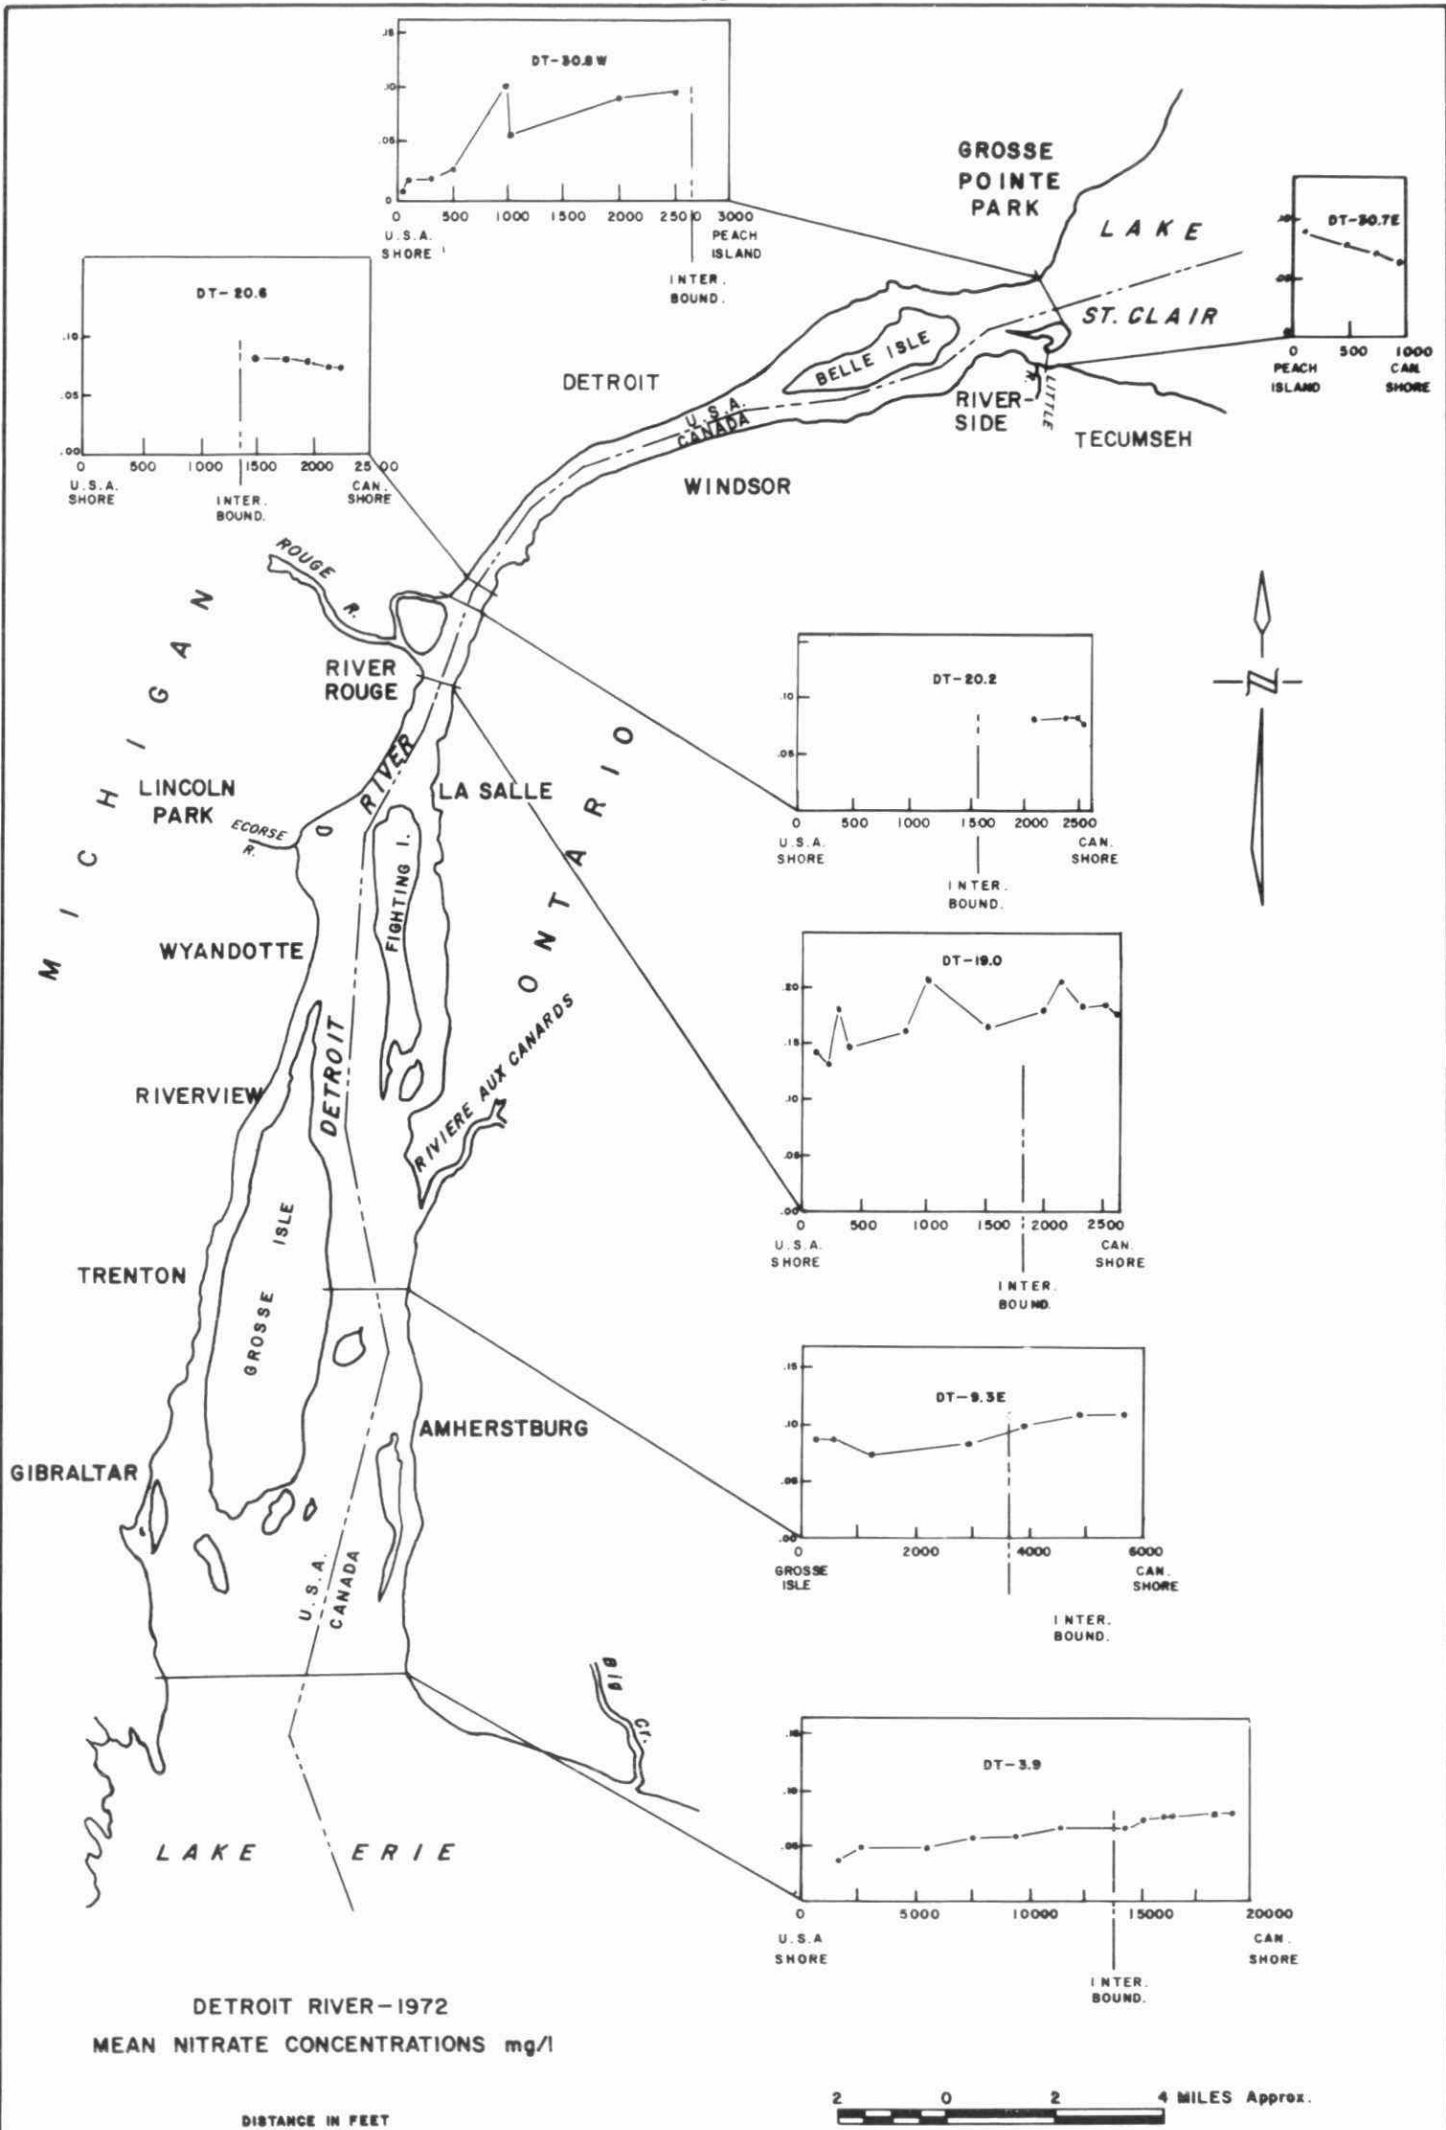 .15
DT-30.8W
.10
.05
0
0 500 1000 1500 2000 2500 3000
U.S.A. SHORE
PEACH ISLAND
INTER. BOUND.
GROSSE
POINTE
PARK
LAKE
ST. CLAIR
DT-30.7E
.10
.05
0
0 500 1000
PEACH ISLAND
CAN. SHORE
DT-20.6
.10
.05
.00
0 500 1000 1500 2000 2500
U.S.A. SHORE
INTER. BOUND.
CAN. SHORE
BELLE ISLE
DETROIT
U.S.A.
CANADA
RIVER-
SIDE
LITTLE
R.
TECUMSEH
WINDSOR
ROUGE
R.
MICHIGAN
RIVER
ROUGE
RIVER
DT-20.2
.10
.05
0 500 1000 1500 2000 2500
U.S.A. SHORE
CAN. SHORE
INTER. BOUND.
N
LINCOLN
PARK
ECORSE
R.
LA SALLE
ONTARIO
FIGHTING I.
WYANDOTTE
DETROIT
RIVERVIEW
RIVIERE AUX CANARDS
DT-19.0
.20
.15
.10
.05
.00
0 500 1000 1500 2000 2500
U.S.A. SHORE
CAN. SHORE
INTER. BOUND.
GROSSE ISLE
TRENTON
DT-9.3E
.15
.10
.05
.00
0 2000 4000 6000
GROSSE ISLE
CAN. SHORE
INTER. BOUND.
AMHERSTBURG
GIBRALTAR
U.S.A.
CANADA
Big
Cr.
DT-3.9
.15
.10
.05
0 5000 10000 15000 20000
U.S.A SHORE
CAN. SHORE
INTER. BOUND.
LAKE ERIE
DETROIT RIVER-1972
MEAN NITRATE CONCENTRATIONS mg/l
DISTANCE IN FEET
2 0 2 4 MILES Approx.